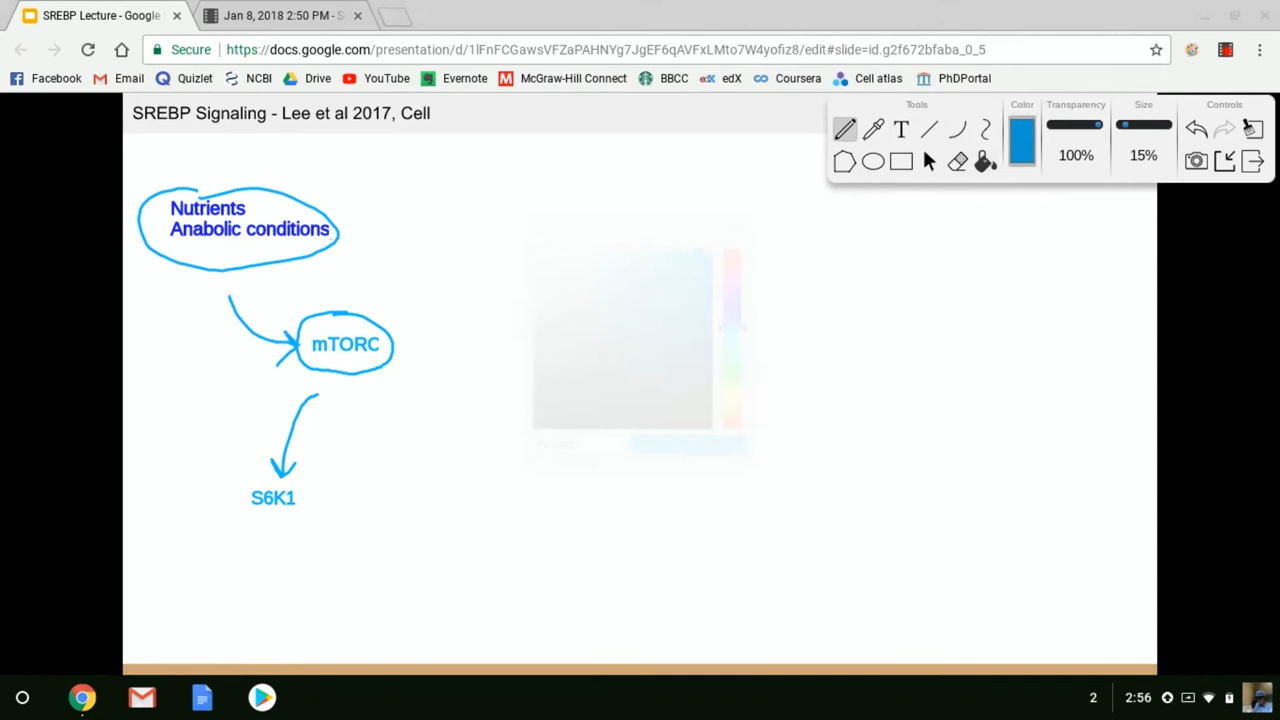 SREBP Lecture - Google
Jan 8, 2018 2:50 PM - S
Secure
https://docs.google.com/presentation/d/1lFnFCGawsVFZaPAHNYg7JgEF6qAVFxLMto7W4yofiz8/edit#slide=id.g2f672bfaba_0_5
Facebook Email Quizlet NCBI Drive YouTube Evernote McGraw-Hill Connect BBCC edX Coursera Cell atlas PhDPortal
SREBP Signaling - Lee et al 2017, Cell
Tools Color Transparency Size Controls
100% 15%
Nutrients
Anabolic conditions
mTORC
S6K1
2 2:56